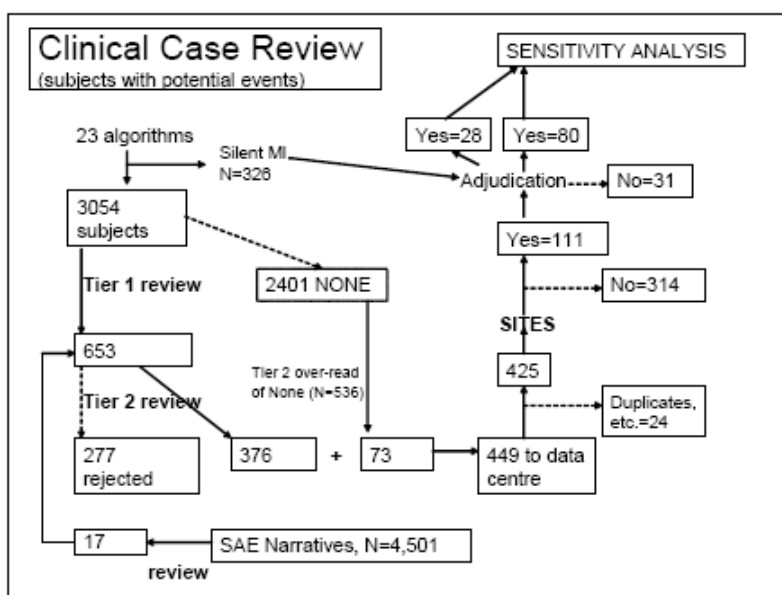 Clinical Case Review
(subjects with potential events)
SENSITIVITY ANALYSIS
23 algorithms
Silent MI
N=326
Yes=28
Yes=80
Adjudication
No=31
3054
subjects
Yes=111
Tier 1 review
2401 NONE
No=314
SITES
653
Tier 2 over-read
of None (N=536)
425
Tier 2 review
Duplicates,
etc.=24
277
rejected
376
+
73
449 to data
centre
17
SAE Narratives, N=4,501
review